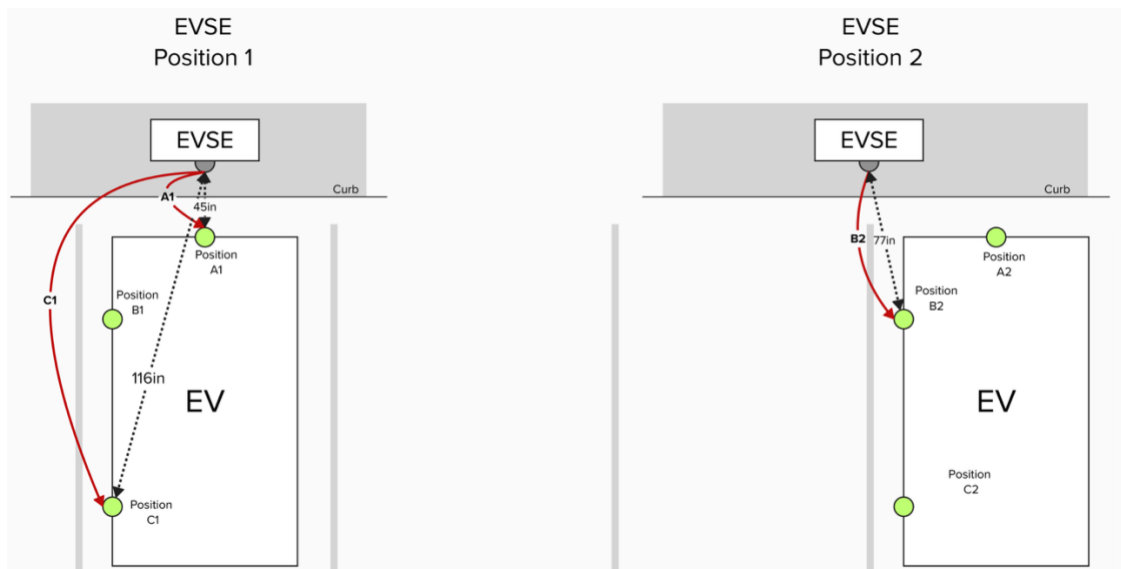 EVSE
Position 1
EVSE
Curb
A1
45in
Position
A1
Position
B1
C1
116in
EV
Position
C1
EVSE
Position 2
EVSE
Curb
B2
77in
Position
A2
Position
B2
EV
Position
C2